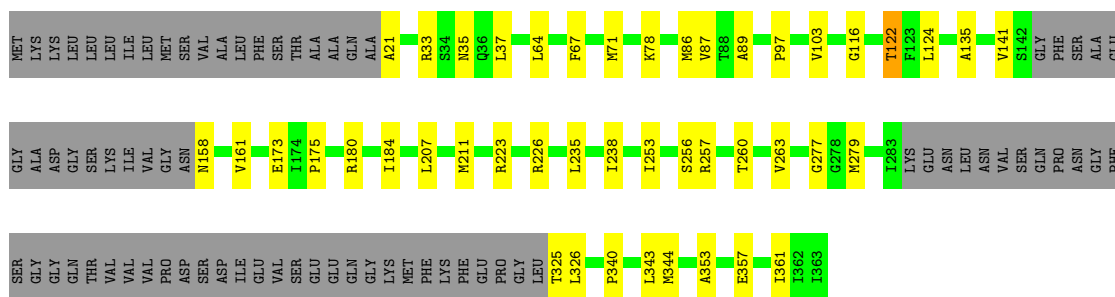 MET LYS LYS LEU LEU LEU ILE LEU MET SER VAL ALA LEU PHE SER THR ALA ALA GLN ALA A21 R33 S34 N35 Q36 L37 L64 F67 M71 K78 M86 V87 T88 A89 P97 V103 G116 T122 F123 L124 A135 V141 S142 GLY PHE SER ALA GLU
GLY ALA ASP GLY SER LYS ILE VAL GLY ASN N158 V161 E173 I174 P175 R180 I184 L207 M211 R223 R226 L235 I238 I253 S256 R257 T260 V263 G277 G278 M279 I283 LYS GLU ASN LEU ASN VAL SER GLN PRO ASN GLY PHE
SER GLY GLY GLN THR VAL VAL VAL PRO ASP SER ASP ILE GLU VAL SER GLU GLU GLN GLY LYS MET PHE LYS PHE GLU PRO GLY LEU T325 L326 P340 L343 M344 A353 E357 I361 I362 I363